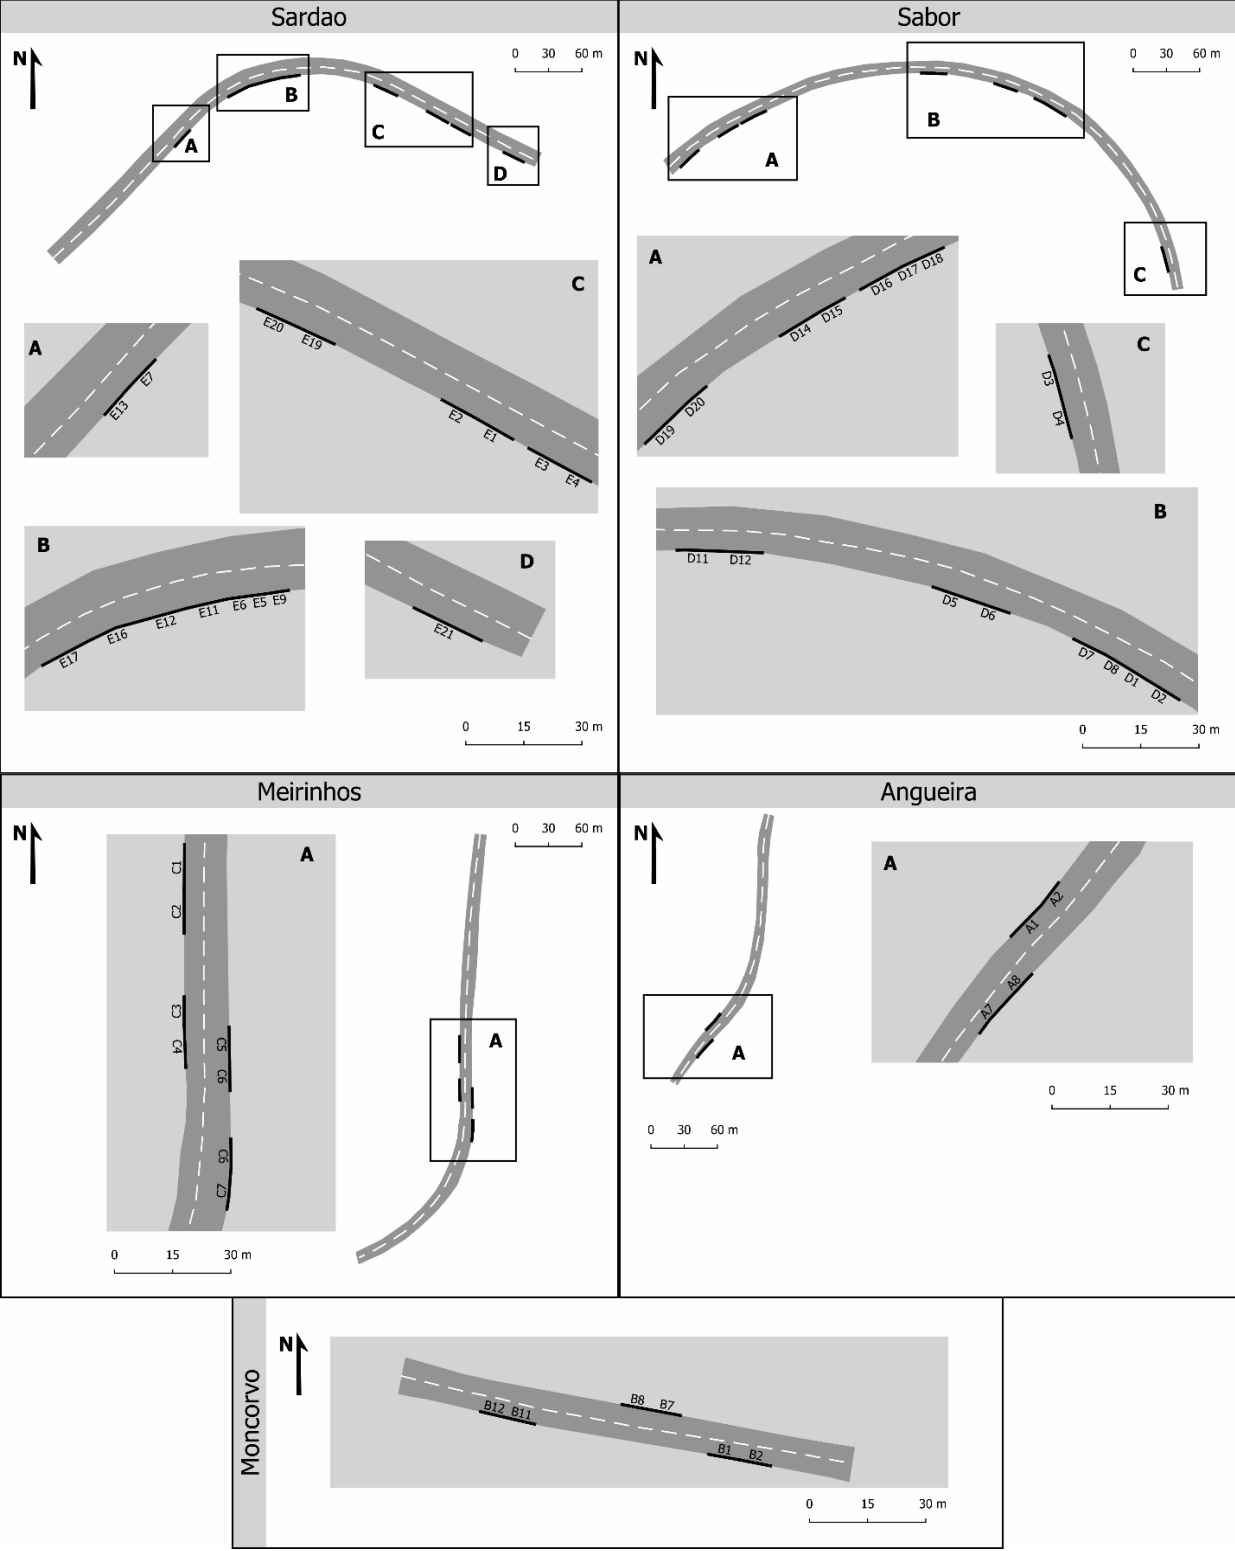 Sardao
N
0 30 60 m
A
B
C
D
A
E13
E7
C
E20
E19
E2
E1
E3
E4
B
E17
E16
E12
E11
E6
E5
E9
D
E21
0 15 30 m
Sabor
N
0 30 60 m
A
B
C
A
D19
D20
D14
D15
D16
D17
D18
C
D3
D4
B
D11
D12
D5
D6
D7
D8
D1
D2
0 15 30 m
Meirinhos
N
0 30 60 m
A
C1
C2
C3
C4
C5
C6
C6
C7
0 15 30 m
A
Angueira
N
A
0 30 60 m
A
A1
A2
A7
A8
0 15 30 m
Moncorvo
N
B12 B11
B8 B7
B1 B2
0 15 30 m